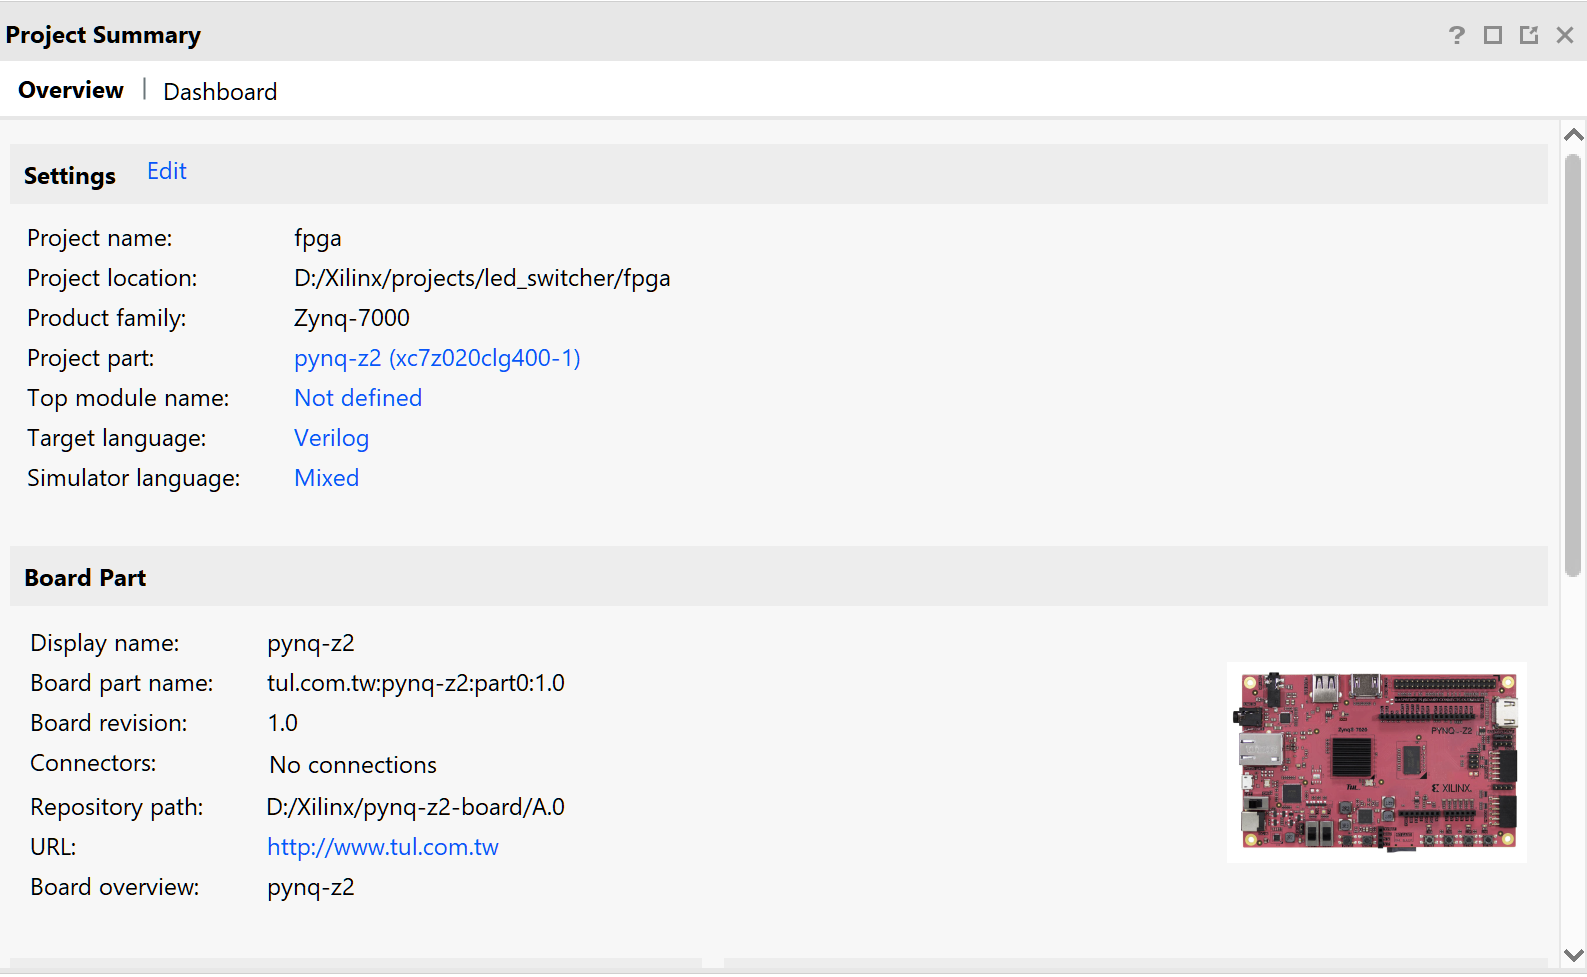 Project Summary
Overview | Dashboard
Settings Edit
Project name: fpga
Project location: D:/Xilinx/projects/led_switcher/fpga
Product family: Zynq-7000
Project part: pynq-z2 (xc7z020clg400-1)
Top module name: Not defined
Target language: Verilog
Simulator language: Mixed
Board Part
Display name: pynq-z2
Board part name: tul.com.tw:pynq-z2:part0:1.0
Board revision: 1.0
Connectors: No connections
Repository path: D:/Xilinx/pynq-z2-board/A.0
URL: http://www.tul.com.tw
Board overview: pynq-z2
PYNQ-Z2
XILINX